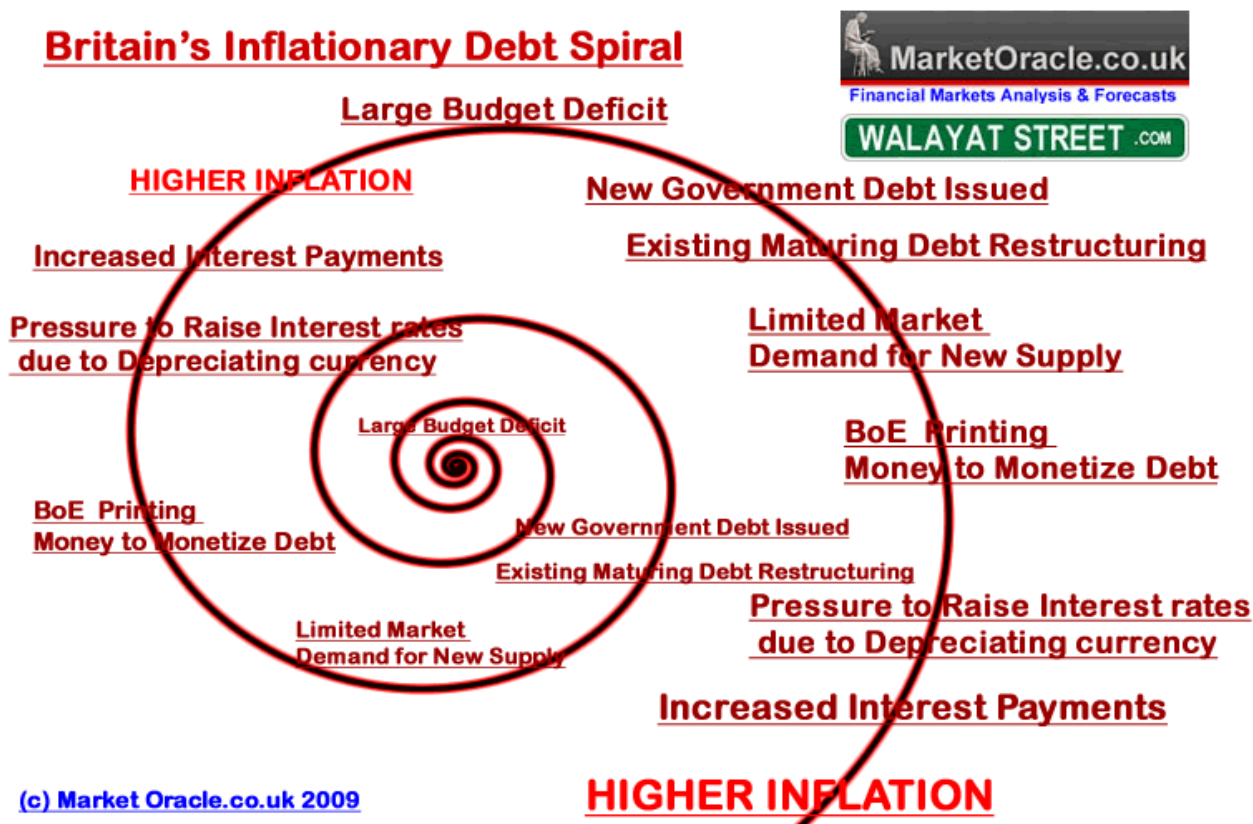 Britain's Inflationary Debt Spiral
MarketOracle.co.uk
Financial Markets Analysis & Forecasts
WALAYAT STREET .COM
Large Budget Deficit
HIGHER INFLATION
New Government Debt Issued
Increased Interest Payments
Existing Maturing Debt Restructuring
Pressure to Raise Interest rates
due to Depreciating currency
Limited Market
Demand for New Supply
Large Budget Deficit
BoE Printing
Money to Monetize Debt
BoE Printing
Money to Monetize Debt
New Government Debt Issued
Existing Maturing Debt Restructuring
Limited Market
Demand for New Supply
Pressure to Raise Interest rates
due to Depreciating currency
Increased Interest Payments
HIGHER INFLATION
(c) Market Oracle.co.uk 2009